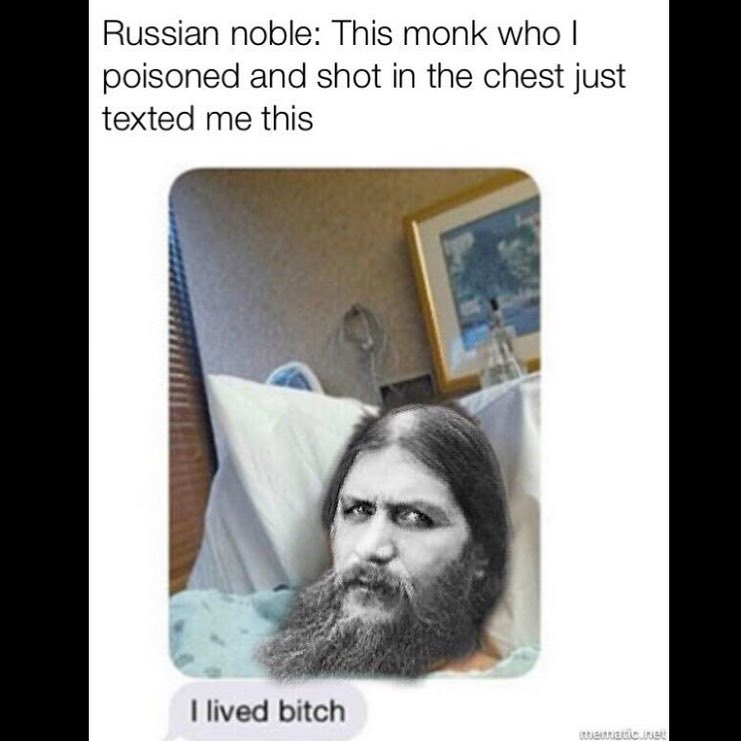 Russian noble: This monk who I
poisoned and shot in the chest just
texted me this
I lived bitch
mematic.net